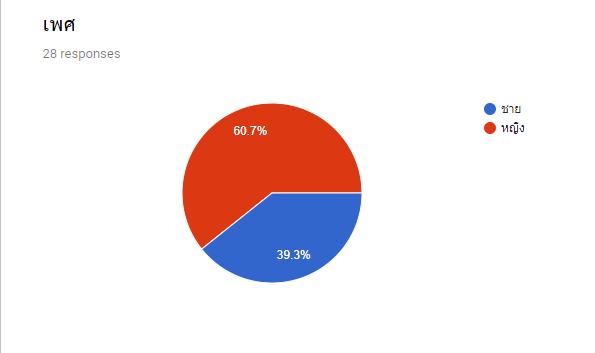 เพศ
28 responses
ชาย
หญิง
60.7%
39.3%